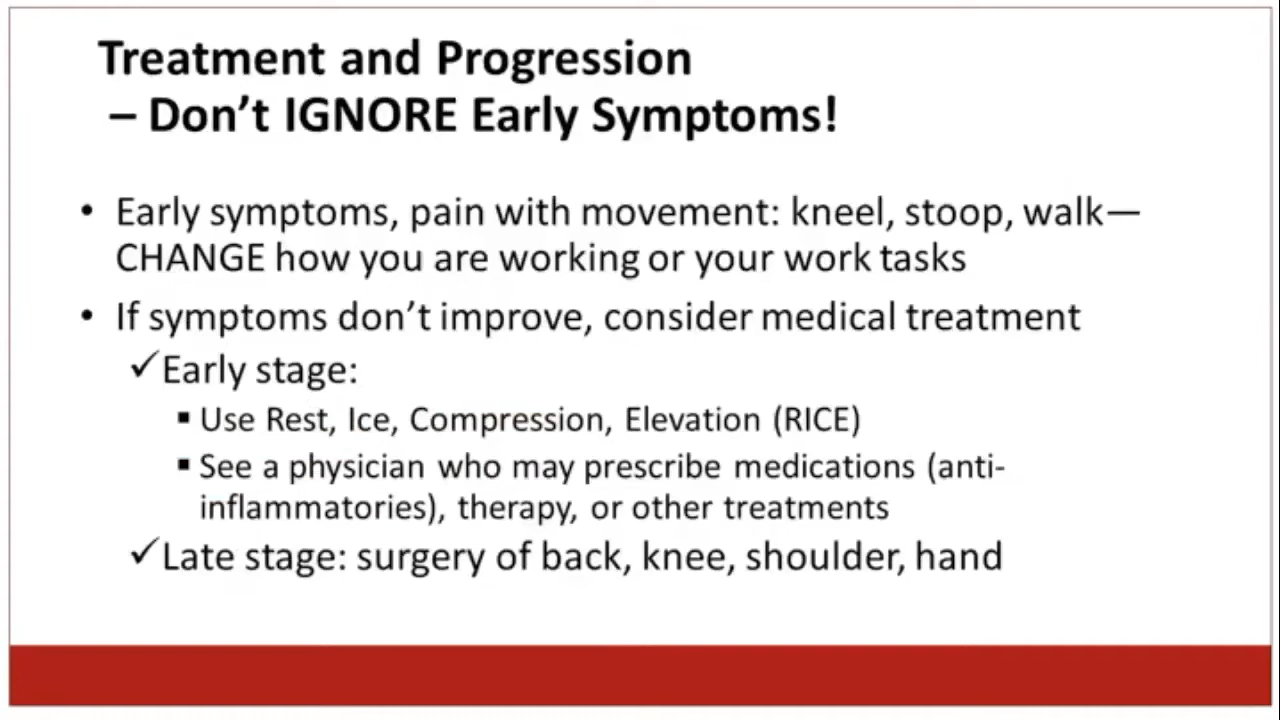 Treatment and Progression
– Don’t IGNORE Early Symptoms!
• Early symptoms, pain with movement: kneel, stoop, walk—
CHANGE how you are working or your work tasks
• If symptoms don’t improve, consider medical treatment
✓Early stage:
▪ Use Rest, Ice, Compression, Elevation (RICE)
▪ See a physician who may prescribe medications (anti-
inflammatories), therapy, or other treatments
✓Late stage: surgery of back, knee, shoulder, hand